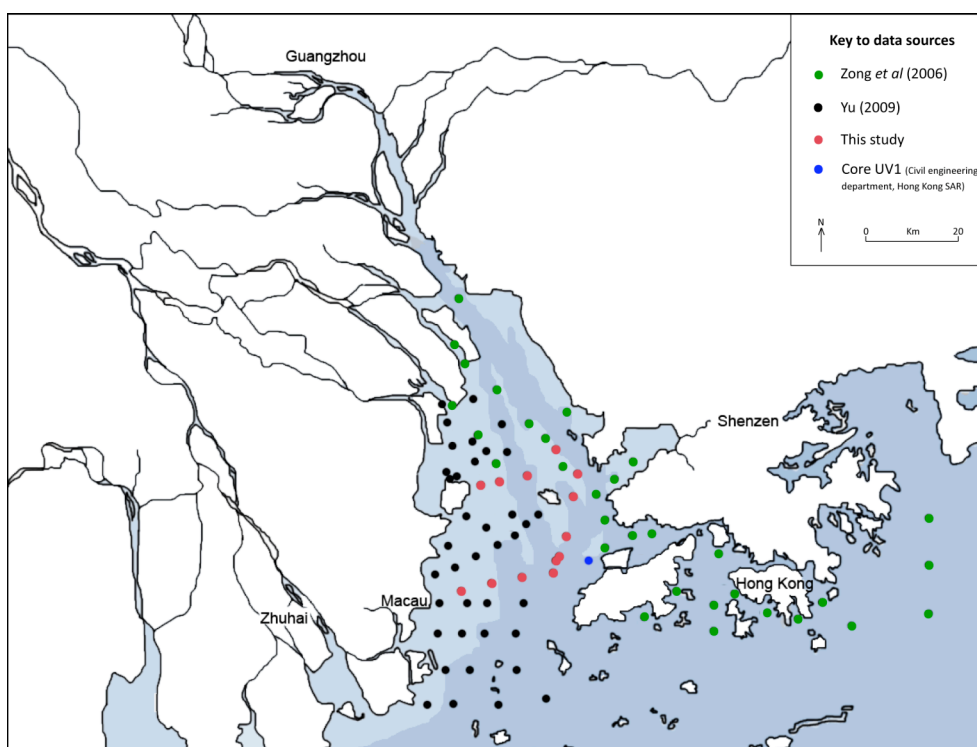 Guangzhou
Key to data sources
Zong et al (2006)
Yu (2009)
This study
Core UV1 (Civil engineering
department, Hong Kong SAR)
N
Km
0
20
Shenzen
Hong Kong
Macau
Zhuhai